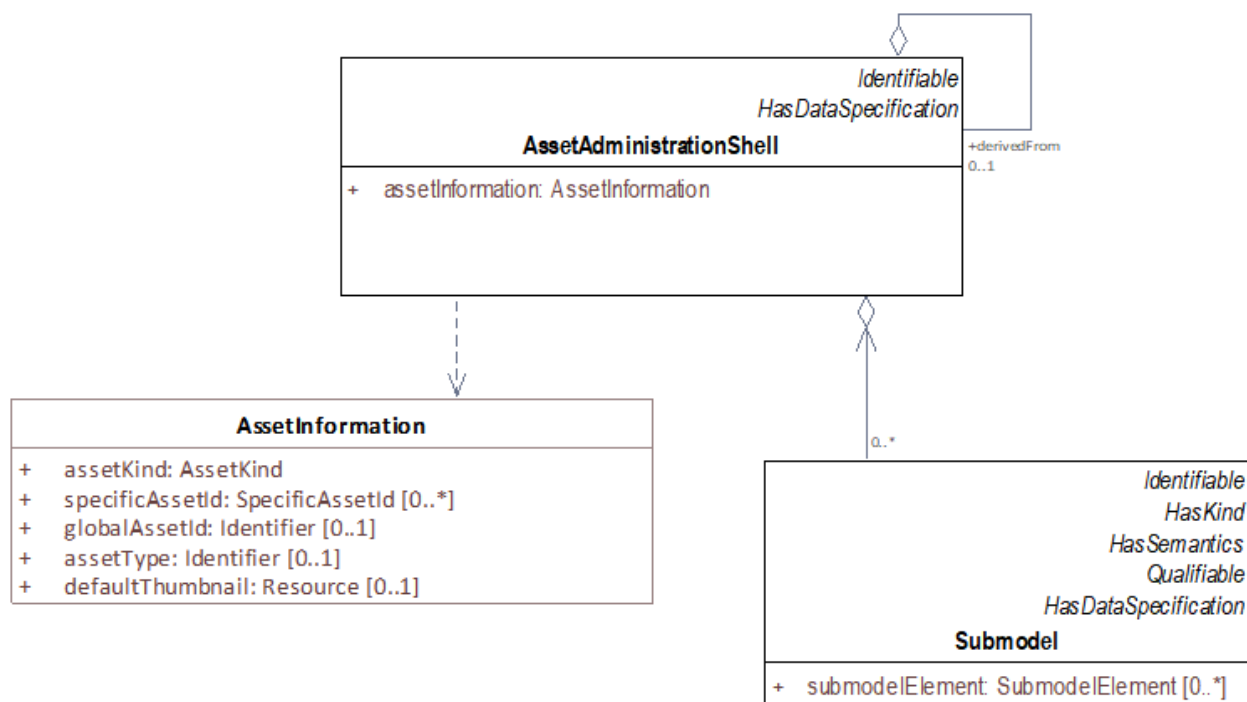 Identifiable
HasDataSpecification
AssetAdministrationShell
+derivedFrom
0..1
+ assetInformation: AssetInformation
AssetInformation
+ assetKind: AssetKind
+ specificAssetId: SpecificAssetId [0..*]
+ globalAssetId: Identifier [0..1]
+ assetType: Identifier [0..1]
+ defaultThumbnail: Resource [0..1]
0..*
Identifiable
HasKind
HasSemantics
Qualifiable
HasDataSpecification
Submodel
+ submodelElement: SubmodelElement [0..*]